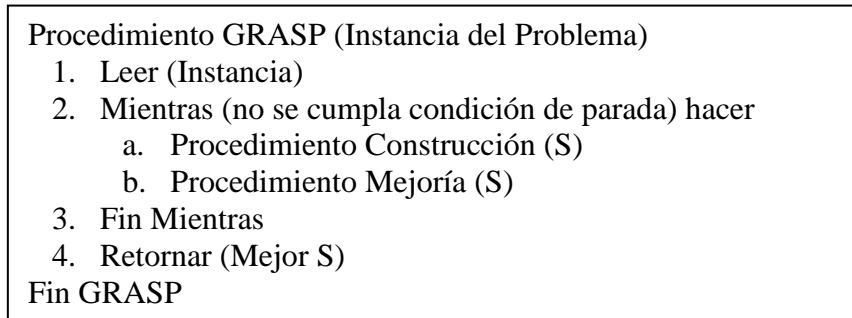 Procedimiento GRASP (Instancia del Problema)
1. Leer (Instancia)
2. Mientras (no se cumpla condición de parada) hacer
a. Procedimiento Construcción (S)
b. Procedimiento Mejoría (S)
3. Fin Mientras
4. Retornar (Mejor S)
Fin GRASP